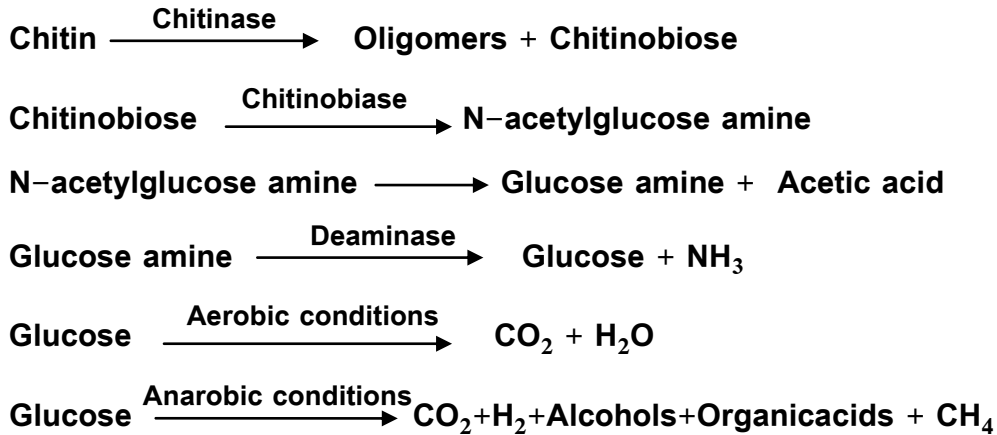 Chitinase
Chitin ⟶ Oligomers + Chitinobiose
Chitinobiase
Chitinobiose ⟶ N−acetylglucose amine
N−acetylglucose amine ⟶ Glucose amine + Acetic acid
Deaminase
Glucose amine ⟶ Glucose + NH₃
Aerobic conditions
Glucose ⟶ CO₂ + H₂O
Anarobic conditions
Glucose ⟶ CO₂+H₂+Alcohols+Organicacids + CH₄